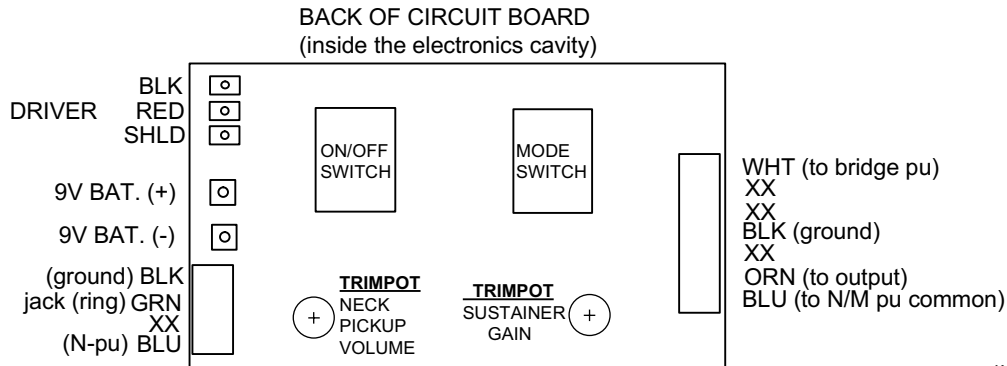 BACK OF CIRCUIT BOARD
(inside the electronics cavity)
BLK
DRIVER RED
SHLD
9V BAT. (+)
9V BAT. (-)
(ground) BLK
jack (ring) GRN
XX
(N-pu) BLU
ON/OFF
SWITCH
MODE
SWITCH
TRIMPOT
NECK
PICKUP
VOLUME
TRIMPOT
SUSTAINER
GAIN
WHT (to bridge pu)
XX
XX
BLK (ground)
XX
ORN (to output)
BLU (to N/M pu common)